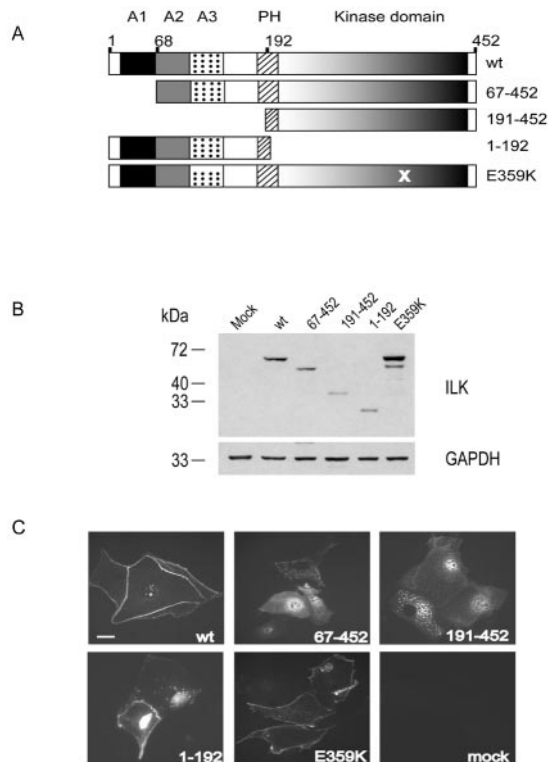 A
A1 A2 A3 PH Kinase domain
1 68 192 452
wt
67-452
191-452
1-192
X
E359K
B
kDa
Mock wt 67-452 191-452 1-192 E359K
72
40
33
ILK
33
GAPDH
C
wt 67-452 191-452
1-192 E359K mock